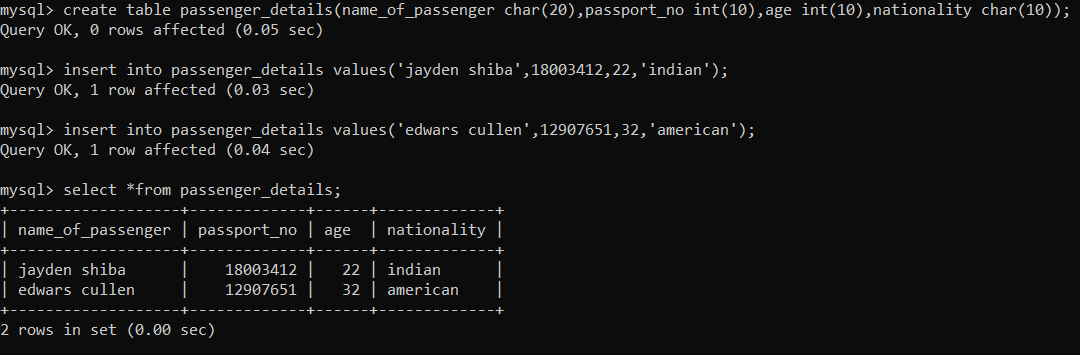 mysql> create table passenger_details(name_of_passenger char(20),passport_no int(10),age int(10),nationality char(10));
Query OK, 0 rows affected (0.05 sec)
mysql> insert into passenger_details values('jayden shiba',18003412,22,'indian');
Query OK, 1 row affected (0.03 sec)
mysql> insert into passenger_details values('edwars cullen',12907651,32,'american');
Query OK, 1 row affected (0.04 sec)
mysql> select *from passenger_details;
+-------------------+-------------+------+-------------+
| name_of_passenger | passport_no | age  | nationality |
+-------------------+-------------+------+-------------+
| jayden shiba      |    18003412 |   22 | indian      |
| edwars cullen     |    12907651 |   32 | american    |
+-------------------+-------------+------+-------------+
2 rows in set (0.00 sec)